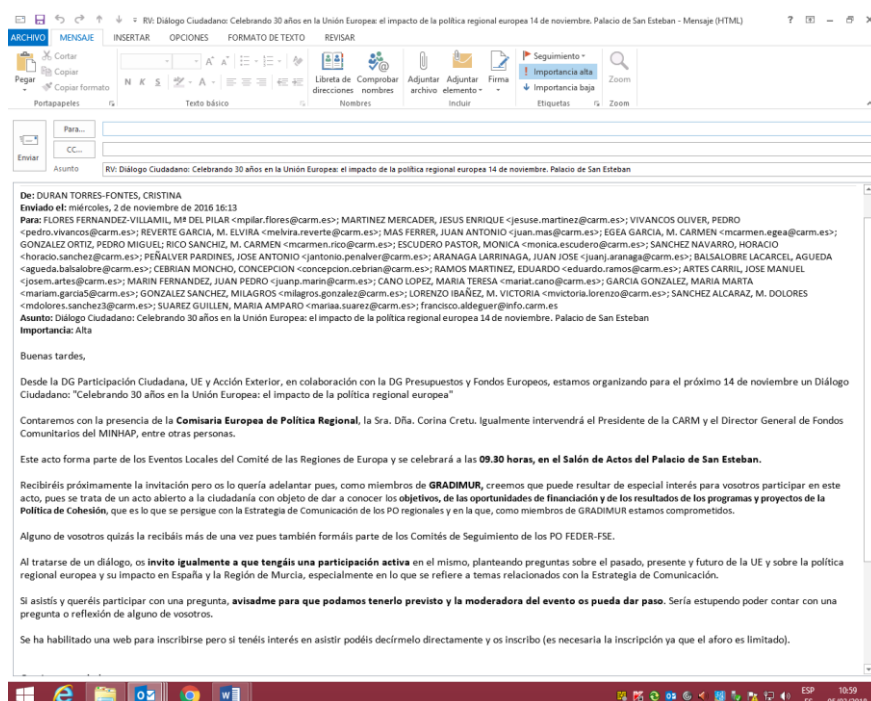 RV: Diálogo Ciudadano: Celebrando 30 años en la Unión Europea: el impacto de la política regional europea 14 de noviembre. Palacio de San Esteban - Mensaje (HTML)
ARCHIVO MENSAJE INSERTAR OPCIONES FORMATO DE TEXTO REVISAR
Cortar
Copiar
Copiar formato
Pegar
N K S
Libreta de direcciones
Comprobar nombres
Adjuntar archivo
Adjuntar elemento
Firma
Seguimiento
Importancia alta
Importancia baja
Zoom
Portapapeles Texto básico Nombres Incluir Etiquetas Zoom
Para...
CC...
Enviar
Asunto RV: Diálogo Ciudadano: Celebrando 30 años en la Unión Europea: el impacto de la política regional europea 14 de noviembre. Palacio de San Esteban
De: DURAN TORRES-FONTES, CRISTINA
Enviado el: miércoles, 2 de noviembre de 2016 16:13
Para: FLORES FERNANDEZ-VILLAMIL, Mª DEL PILAR <mpilar.flores@carm.es>; MARTINEZ MERCADER, JESUS ENRIQUE <jesuse.martinez@carm.es>; VIVANCOS OLIVER, PEDRO
<pedro.vivancos@carm.es>; REVERTE GARCIA, M. ELVIRA <melvira.reverte@carm.es>; MAS FERRER, JUAN ANTONIO <juan.mas@carm.es>; EGEA GARCIA, M. CARMEN <mcarmen.egea@carm.es>;
GONZALEZ ORTIZ, PEDRO MIGUEL; RICO SANCHIZ, M. CARMEN <mcarmen.rico@carm.es>; ESCUDERO PASTOR, MONICA <monica.escudero@carm.es>; SANCHEZ NAVARRO, HORACIO
<horacio.sanchez@carm.es>; PEÑALVER PARDINES, JOSE ANTONIO <jantonio.penalver@carm.es>; ARANAGA LARRINAGA, JUAN JOSE <juanj.aranaga@carm.es>; BALSALOBRE LACARCEL, AGUEDA
<agueda.balsalobre@carm.es>; CEBRIAN MONCHO, CONCEPCION <concepcion.cebrian@carm.es>; RAMOS MARTINEZ, EDUARDO <eduardo.ramos@carm.es>; ARTES CARRIL, JOSE MANUEL
<josem.artes@carm.es>; MARIN FERNANDEZ, JUAN PEDRO <juanp.marin@carm.es>; CANO LOPEZ, MARIA TERESA <mariat.cano@carm.es>; GARCIA GONZALEZ, MARIA MARTA
<mariam.garcia5@carm.es>; GONZALEZ SANCHEZ, MILAGROS <milagros.gonzalez@carm.es>; LORENZO IBAÑEZ, M. VICTORIA <mvictoria.lorenzo@carm.es>; SANCHEZ ALCARAZ, M. DOLORES
<mdolores.sanchez3@carm.es>; SUAREZ GUILLEN, MARIA AMPARO <mariaa.suarez@carm.es>; francisco.aldeguer@info.carm.es
Asunto: Diálogo Ciudadano: Celebrando 30 años en la Unión Europea: el impacto de la política regional europea 14 de noviembre. Palacio de San Esteban
Importancia: Alta
Buenas tardes,
Desde la DG Participación Ciudadana, UE y Acción Exterior, en colaboración con la DG Presupuestos y Fondos Europeos, estamos organizando para el próximo 14 de noviembre un Diálogo
Ciudadano: "Celebrando 30 años en la Unión Europea: el impacto de la política regional europea"
Contaremos con la presencia de la Comisaria Europea de Política Regional, la Sra. Dña. Corina Cretu. Igualmente intervendrá el Presidente de la CARM y el Director General de Fondos
Comunitarios del MINHAP, entre otras personas.
Este acto forma parte de los Eventos Locales del Comité de las Regiones de Europa y se celebrará a las 09.30 horas, en el Salón de Actos del Palacio de San Esteban.
Recibiréis próximamente la invitación pero os lo quería adelantar pues, como miembros de GRADIMUR, creemos que puede resultar de especial interés para vosotros participar en este
acto, pues se trata de un acto abierto a la ciudadanía con objeto de dar a conocer los objetivos, de las oportunidades de financiación y de los resultados de los programas y proyectos de la
Política de Cohesión, que es lo que se persigue con la Estrategia de Comunicación de los PO regionales y en la que, como miembros de GRADIMUR estamos comprometidos.
Alguno de vosotros quizás la recibáis más de una vez pues también formáis parte de los Comités de Seguimiento de los PO FEDER-FSE.
Al tratarse de un diálogo, os invito igualmente a que tengáis una participación activa en el mismo, planteando preguntas sobre el pasado, presente y futuro de la UE y sobre la política
regional europea y su impacto en España y la Región de Murcia, especialmente en lo que se refiere a temas relacionados con la Estrategia de Comunicación.
Si asistís y queréis participar con una pregunta, avisadme para que podamos tenerlo previsto y la moderadora del evento os pueda dar paso. Sería estupendo poder contar con una
pregunta o reflexión de alguno de vosotros.
Se ha habilitado una web para inscribirse pero si tenéis interés en asistir podéis decírmelo directamente y os inscribo (es necesaria la inscripción ya que el aforo es limitado).
ESP 10:59